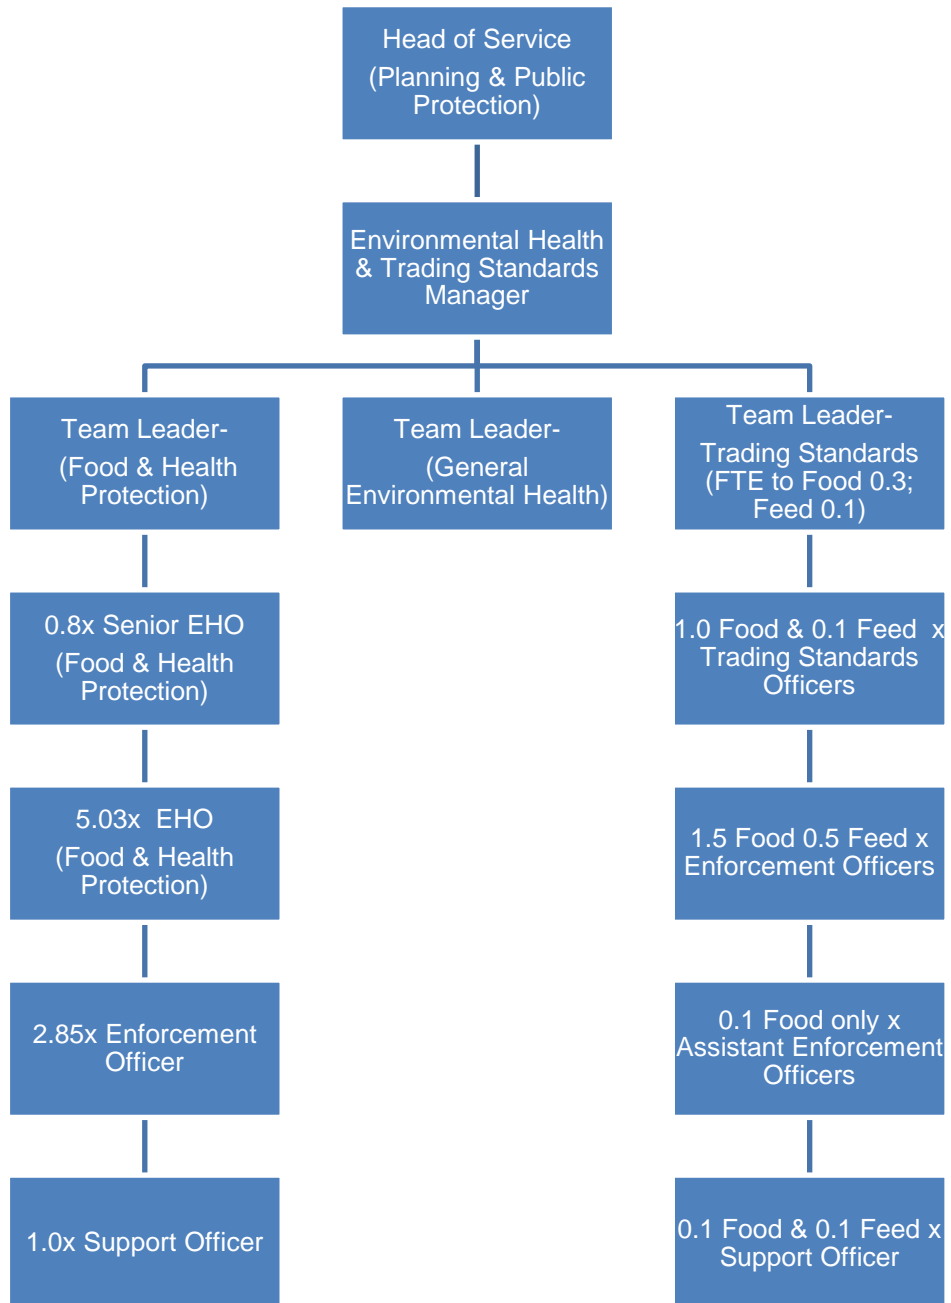 Head of Service
(Planning & Public
Protection)
Environmental Health
& Trading Standards
Manager
Team Leader-
(Food & Health
Protection)
Team Leader-
(General
Environmental Health)
Team Leader-
Trading Standards
(FTE to Food 0.3;
Feed 0.1)
0.8x Senior EHO
(Food & Health
Protection)
1.0 Food & 0.1 Feed x
Trading Standards
Officers
5.03x EHO
(Food & Health
Protection)
1.5 Food 0.5 Feed x
Enforcement Officers
2.85x Enforcement
Officer
0.1 Food only x
Assistant Enforcement
Officers
1.0x Support Officer
0.1 Food & 0.1 Feed x
Support Officer